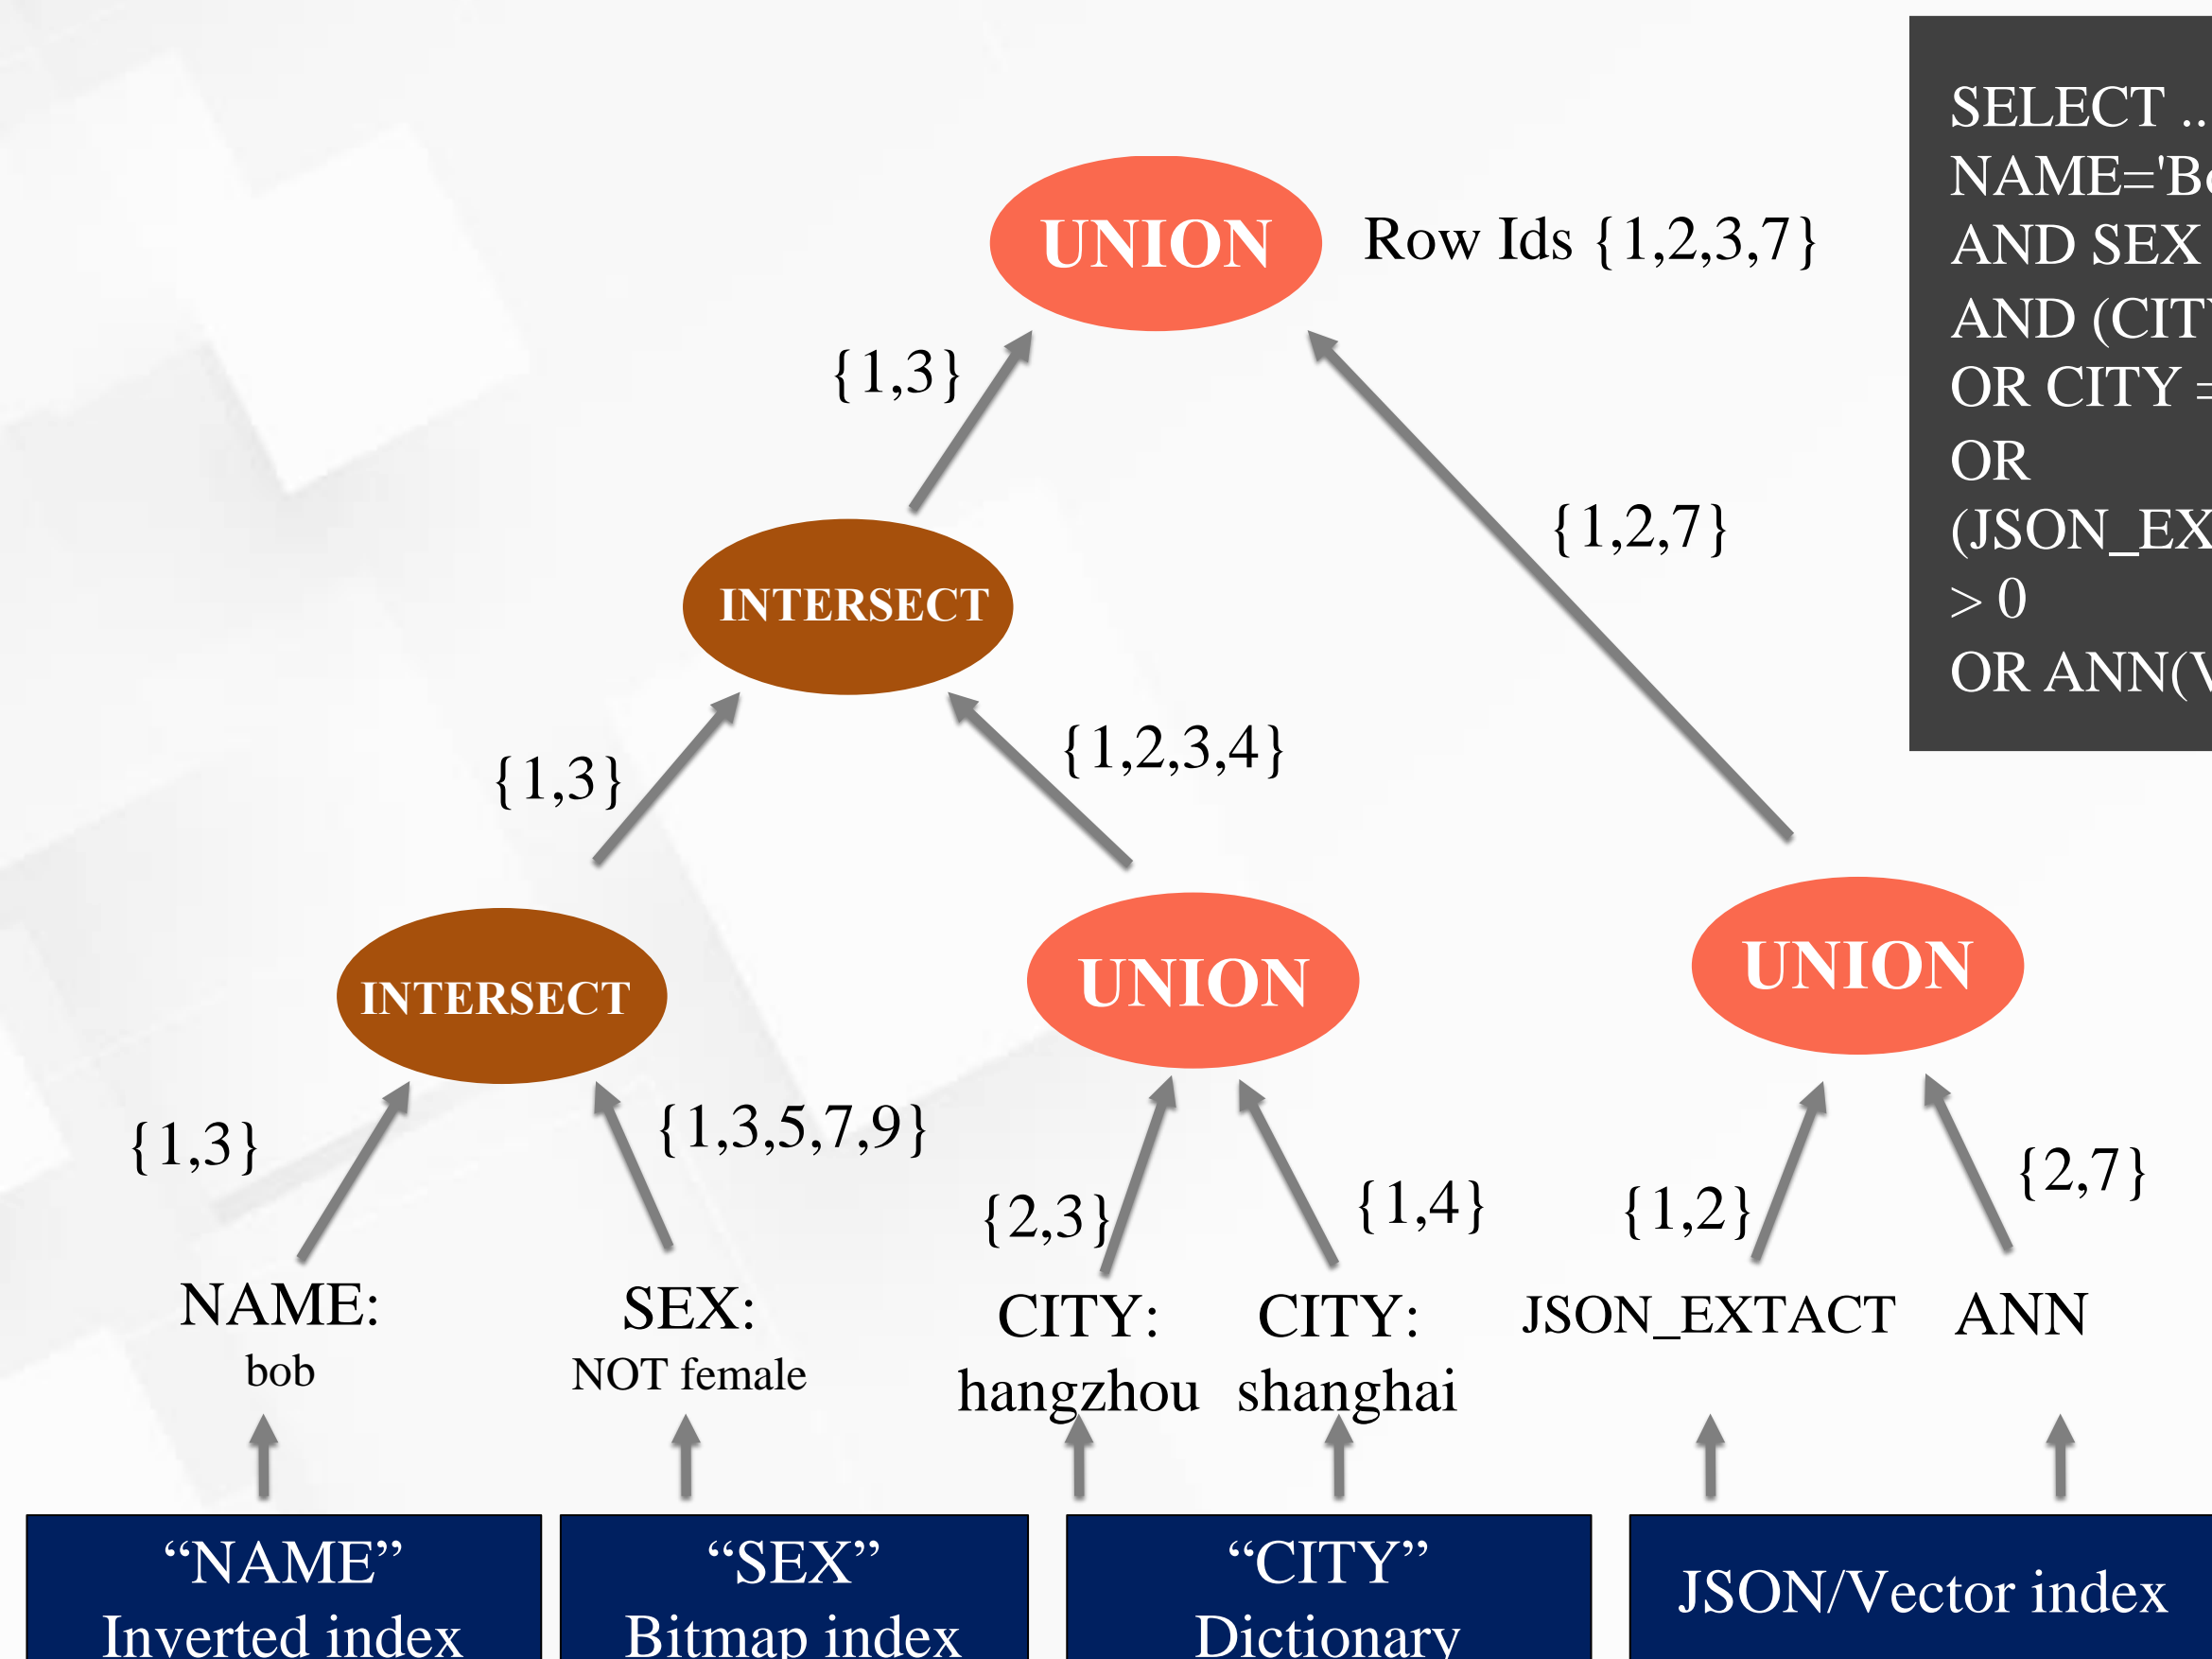 SELECT ..
NAME='B
AND SEX
AND (CIT
OR CITY =
OR
(JSON_EX
> 0
OR ANN(
UNION
Row Ids {1,2,3,7}
{1,3}
{1,2,7}
INTERSECT
{1,3}
{1,2,3,4}
INTERSECT
UNION
UNION
{1,3}
{1,3,5,7,9}
{2,3}
{1,4}
{1,2}
{2,7}
NAME:
bob
SEX:
NOT female
CITY:
hangzhou
CITY:
shanghai
JSON_EXTACT
ANN
“NAME”
Inverted index
“SEX”
Bitmap index
“CITY”
Dictionary
JSON/Vector index